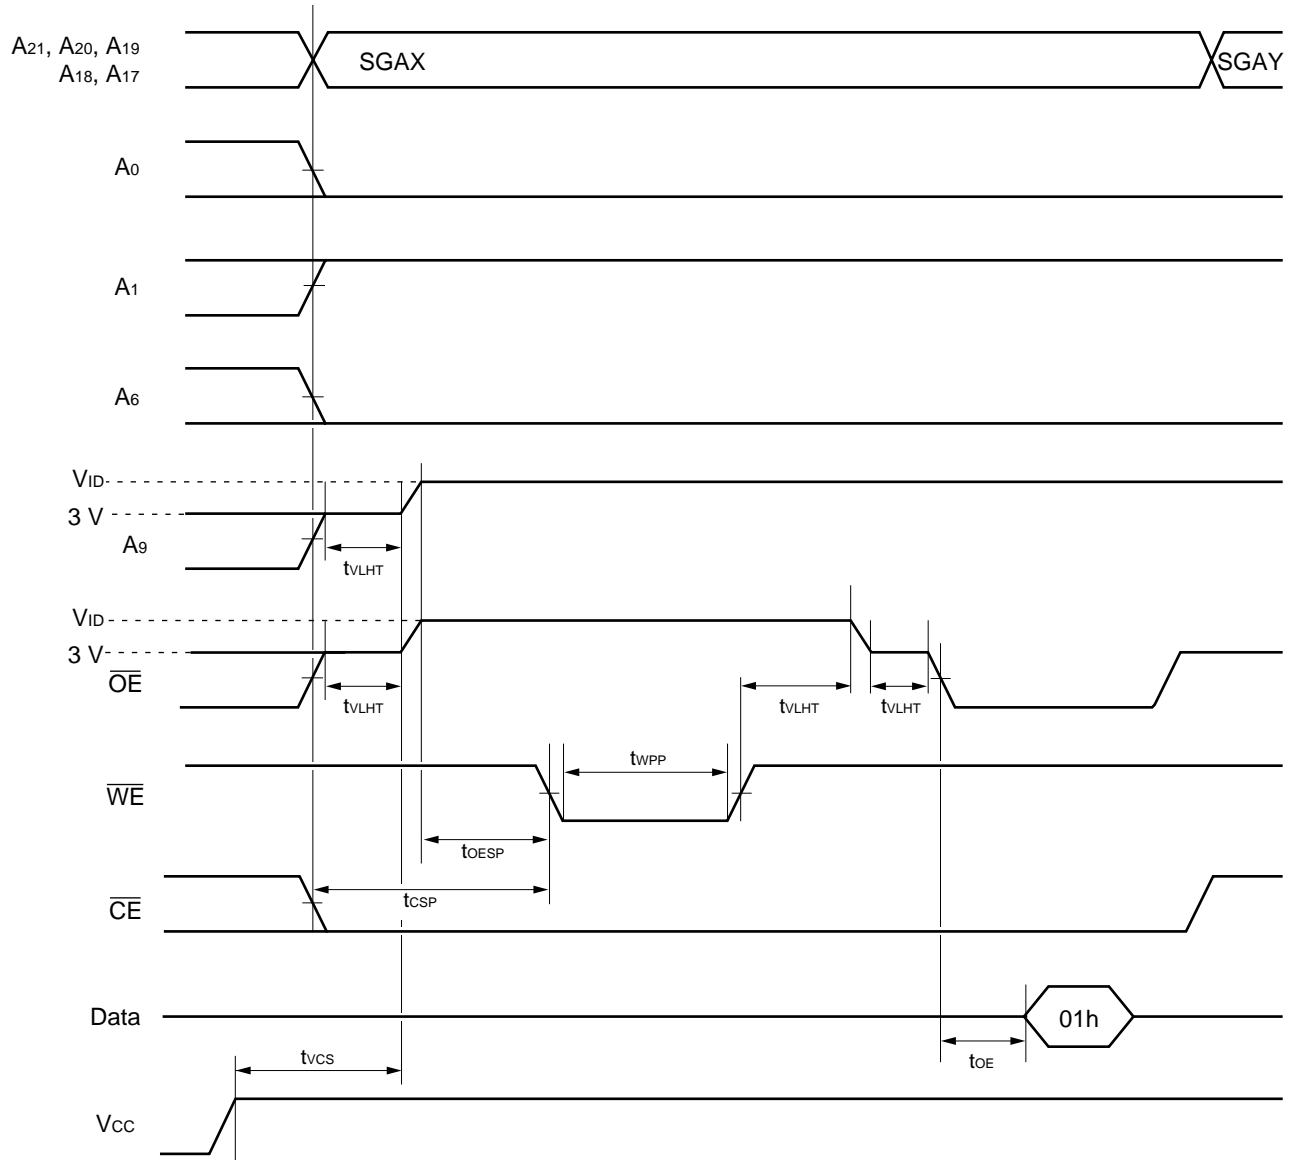 A21, A20, A19
A18, A17
SGAX
SGAY
A0
A1
A6
VID
3 V
A9
tVLHT
VID
3 V
OE
tVLHT
tVLHT
tVLHT
tWPP
WE
tOESP
tCSP
CE
Data
01h
tOE
tVCS
VCC